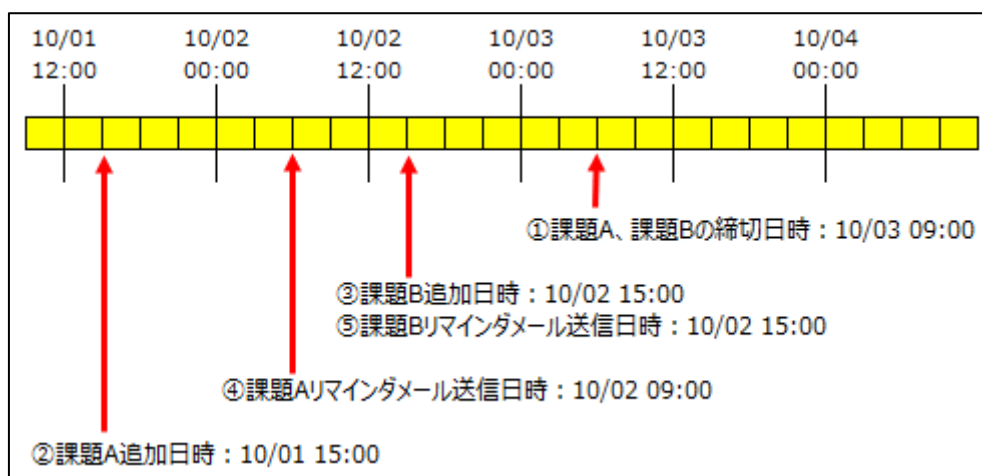 10/01 10/02 10/02 10/03 10/03 10/04
12:00 00:00 12:00 00:00 12:00 00:00
①課題A、課題Bの締切日時：10/03 09:00
③課題B追加日時：10/02 15:00
⑤課題Bリマインダメール送信日時：10/02 15:00
④課題Aリマインダメール送信日時：10/02 09:00
②課題A追加日時：10/01 15:00